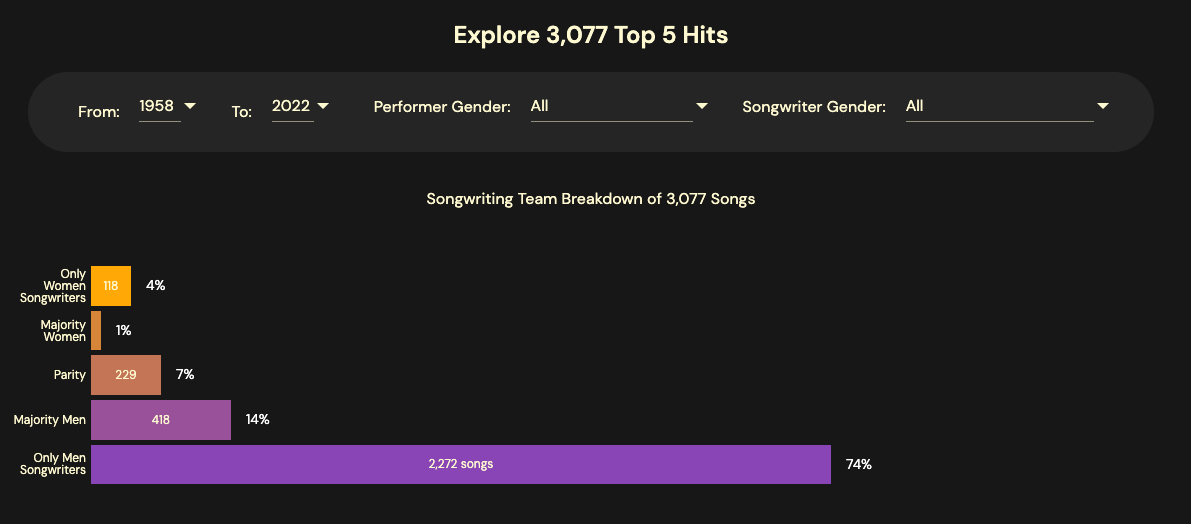 Explore 3,077 Top 5 Hits
From: 1958 To: 2022 Performer Gender: All Songwriter Gender: All
Songwriting Team Breakdown of 3,077 Songs
Only
Women
Songwriters
118 4%
Majority
Women
1%
Parity 229 7%
Majority Men 418 14%
Only Men
Songwriters
2,272 songs 74%